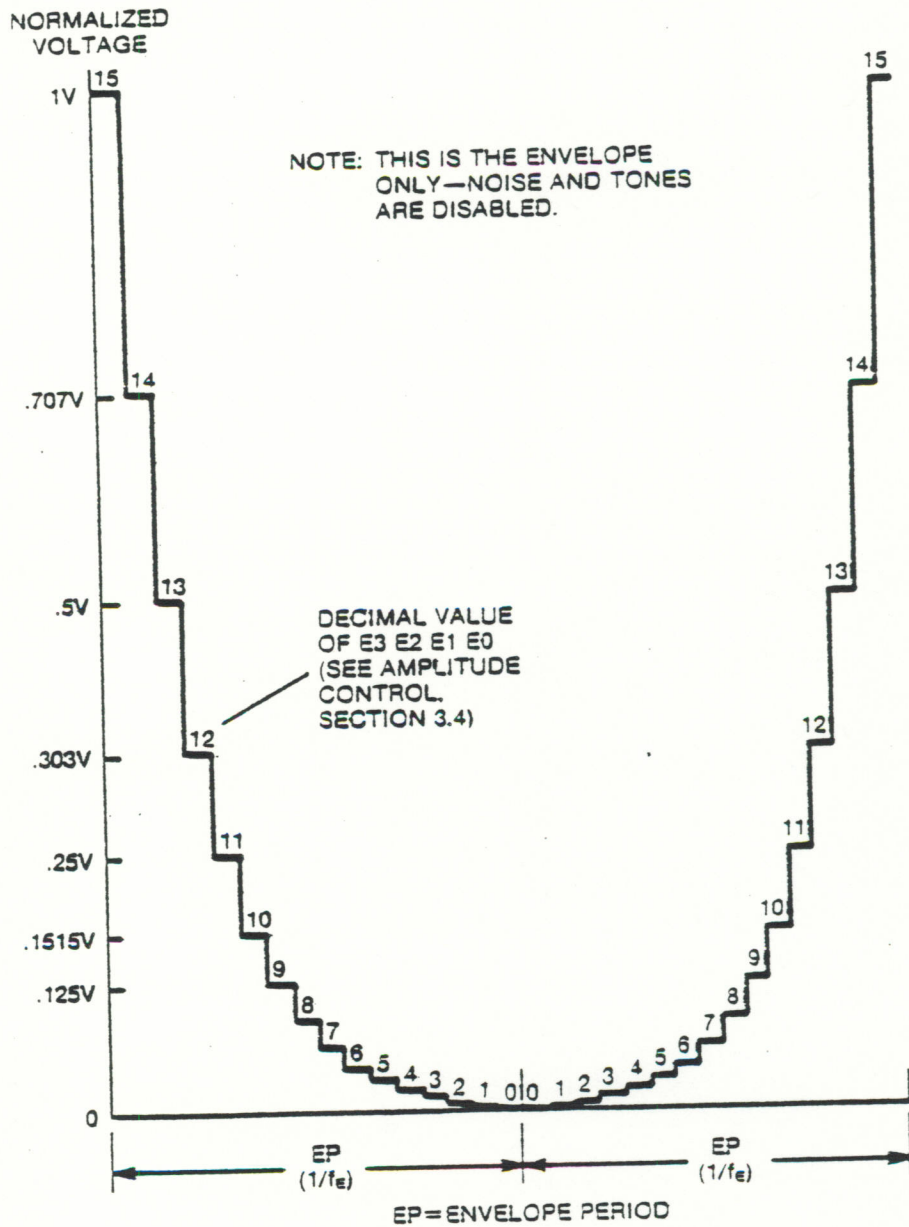 NORMALIZED
VOLTAGE
15
15
1V
NOTE: THIS IS THE ENVELOPE
ONLY—NOISE AND TONES
ARE DISABLED.
14
14
.707V
13
13
.5V
DECIMAL VALUE
OF E3 E2 E1 E0
(SEE AMPLITUDE
CONTROL,
SECTION 3.4)
12
12
.303V
11
11
.25V
10
10
.1515V
9
9
.125V
8
8
7
7
6
6
5
5
4
4
3
3
2
2
1
1
0
0
0
EP
(1/fE)
EP
(1/fE)
EP=ENVELOPE PERIOD